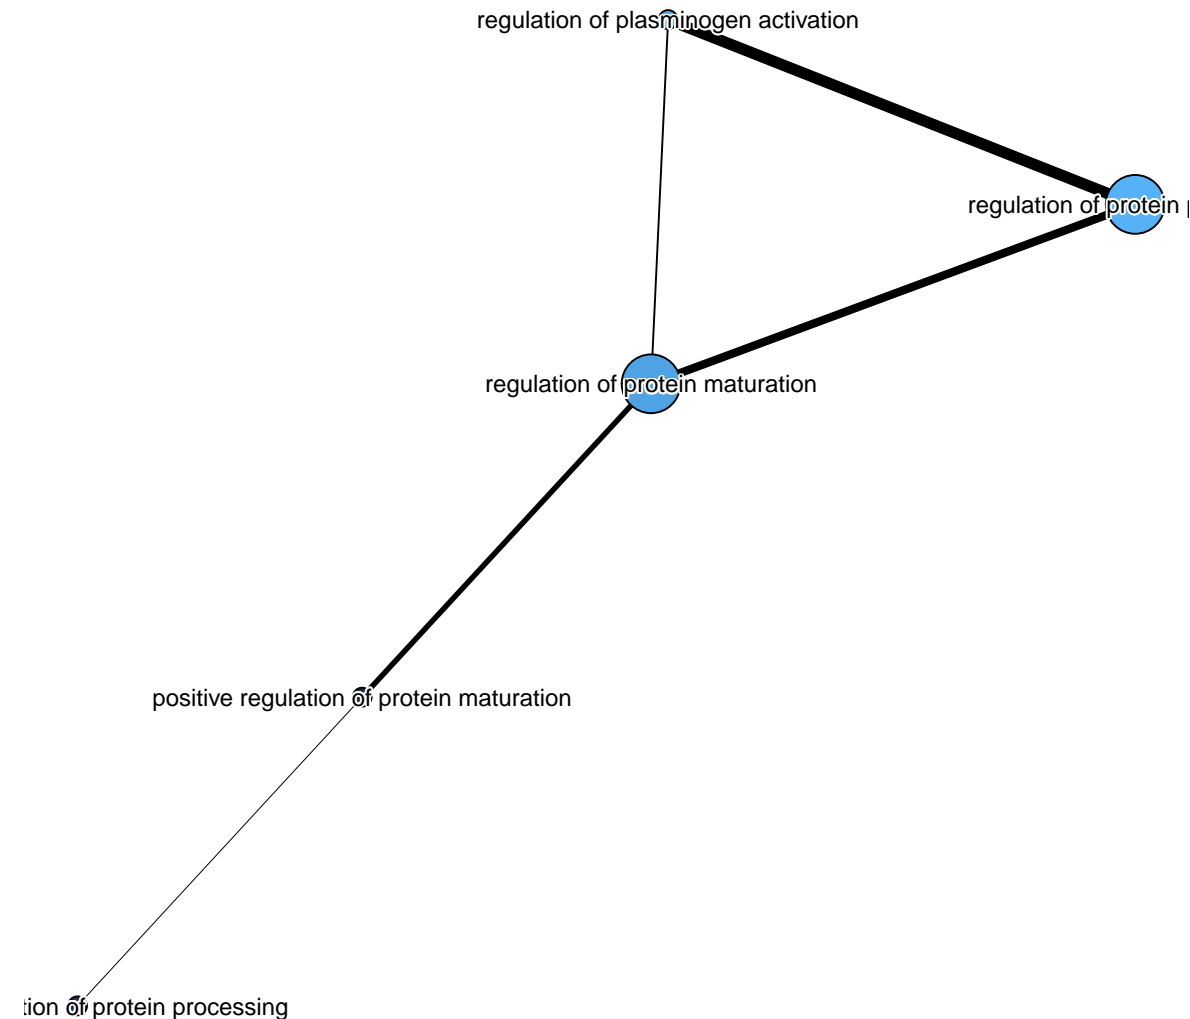 regulation of plasminogen activation
regulation of protein
regulation of protein maturation
positive regulation of protein maturation
of protein processing